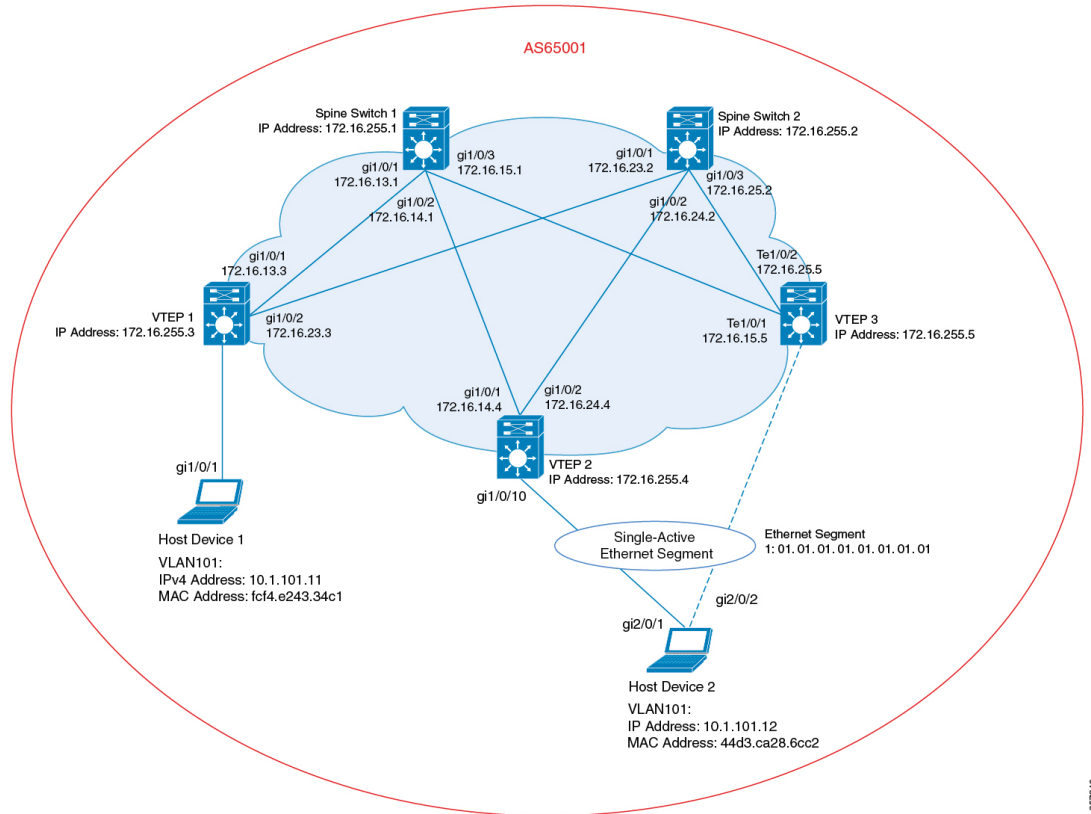 AS65001
Spine Switch 1
IP Address: 172.16.255.1
Spine Switch 2
IP Address: 172.16.255.2
gi1/0/1
172.16.13.1
gi1/0/3
172.16.15.1
gi1/0/2
172.16.14.1
gi1/0/1
172.16.23.2
gi1/0/3
172.16.25.2
gi1/0/2
172.16.24.2
gi1/0/1
172.16.13.3
Te1/0/2
172.16.25.5
VTEP 1
IP Address: 172.16.255.3
gi1/0/2
172.16.23.3
Te1/0/1
172.16.15.5
VTEP 3
IP Address: 172.16.255.5
gi1/0/1
172.16.14.4
gi1/0/2
172.16.24.4
VTEP 2
IP Address: 172.16.255.4
gi1/0/1
gi1/0/10
Host Device 1
VLAN101:
IPv4 Address: 10.1.101.11
MAC Address: fcf4.e243.34c1
Single-Active
Ethernet Segment
Ethernet Segment
1: 01. 01. 01. 01. 01. 01. 01. 01. 01
gi2/0/2
gi2/0/1
Host Device 2
VLAN101:
IP Address: 10.1.101.12
MAC Address: 44d3.ca28.6cc2